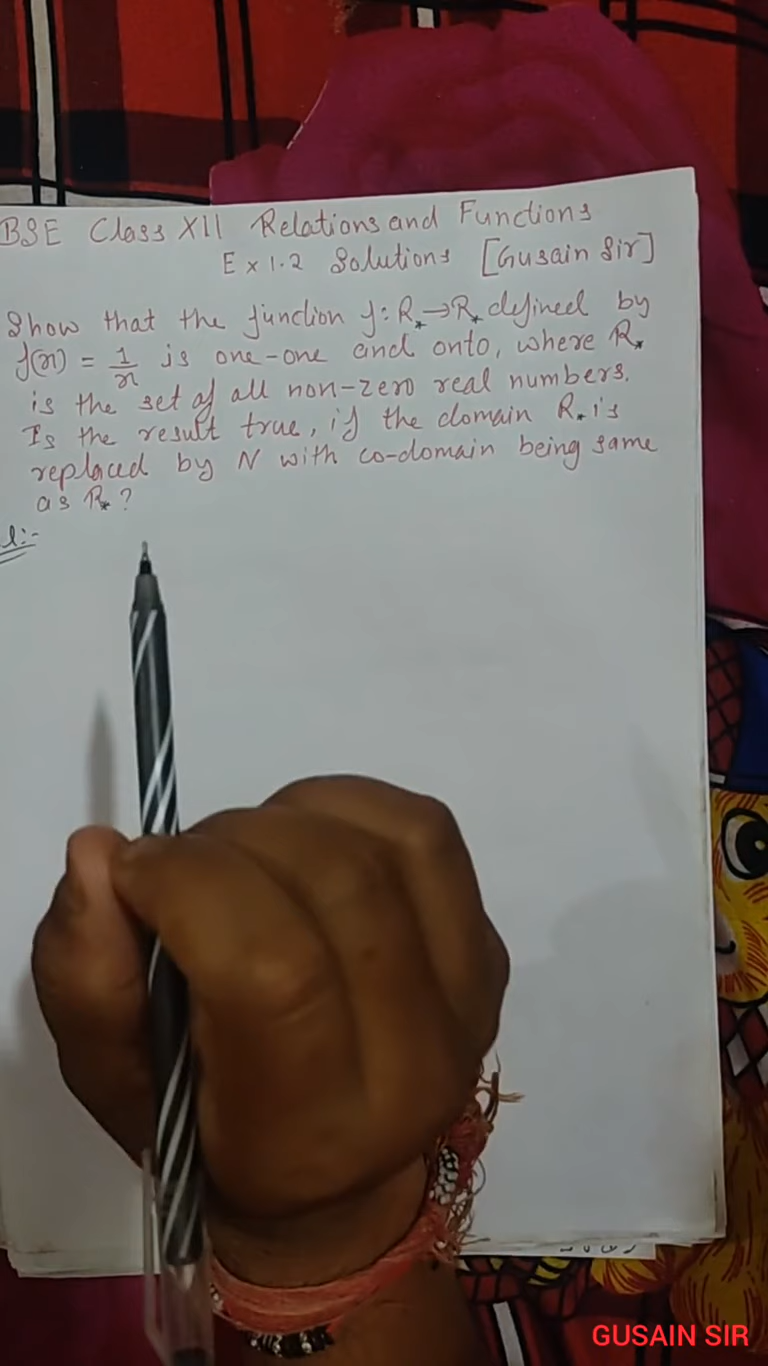 BSE Class XII Relations and Functions
Ex 1.2 Solutions [Gusain Sir]
Show that the function f: R* → R* defined by
f(x) = 1/x is one-one and onto, where R*
is the set of all non-zero real numbers.
Is the result true, if the domain R* is
replaced by N with co-domain being same
as R*?
l:-
GUSAIN SIR